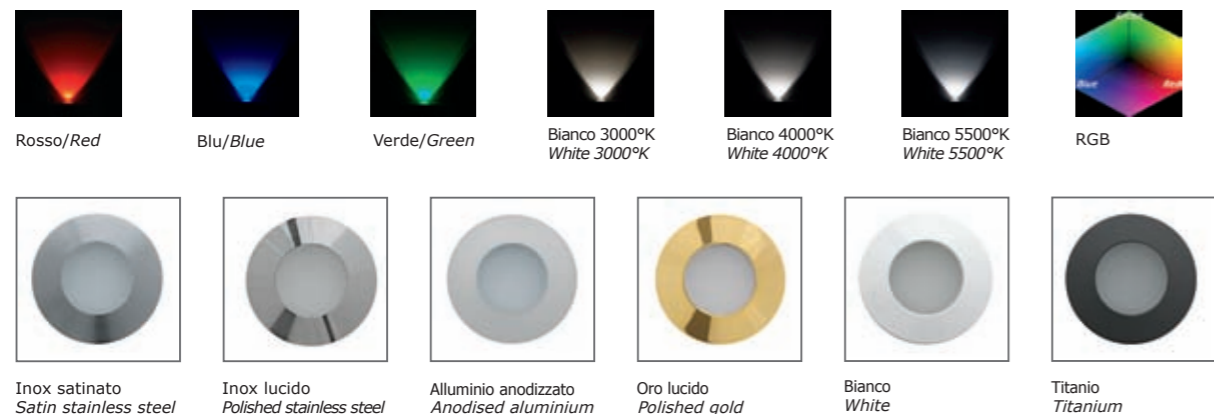 Rosso/Red
Blu/Blue
Verde/Green
Bianco 3000°K
White 3000°K
Bianco 4000°K
White 4000°K
Bianco 5500°K
White 5500°K
Blue
Red
RGB
Inox satinato
Satin stainless steel
Inox lucido
Polished stainless steel
Alluminio anodizzato
Anodised aluminium
Oro lucido
Polished gold
Bianco
White
Titanio
Titanium